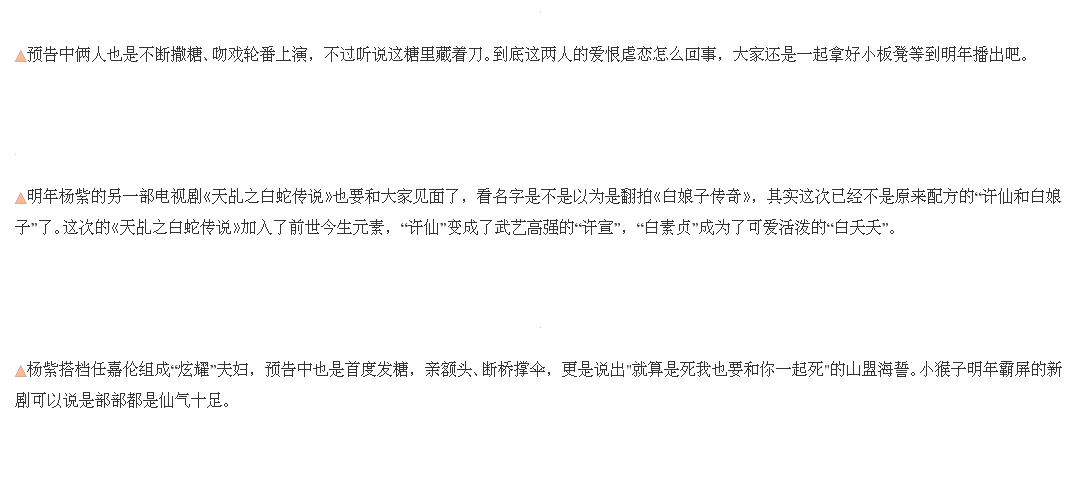 ▲预告中俩人也是不断撒糖、吻戏轮番上演，不过听说这糖里藏着刀。到底这两人的爱恨虐恋怎么回事，大家还是一起拿好小板凳等到明年播出吧。
▲明年杨紫的另一部电视剧《天乩之白蛇传说》也要和大家见面了，看名字是不是以为是翻拍《白娘子传奇》，其实这次已经不是原来配方的“许仙和白娘
子”了。这次的《天乩之白蛇传说》加入了前世今生元素，“许仙”变成了武艺高强的“许宣”，“白素贞”成为了可爱活泼的“白夭夭”。
▲杨紫搭档任嘉伦组成“炫耀”夫妇，预告中也是首度发糖，亲额头、断桥撑伞，更是说出"就算是死我也要和你一起死"的山盟海誓。小猴子明年霸屏的新
剧可以说是部部都是仙气十足。